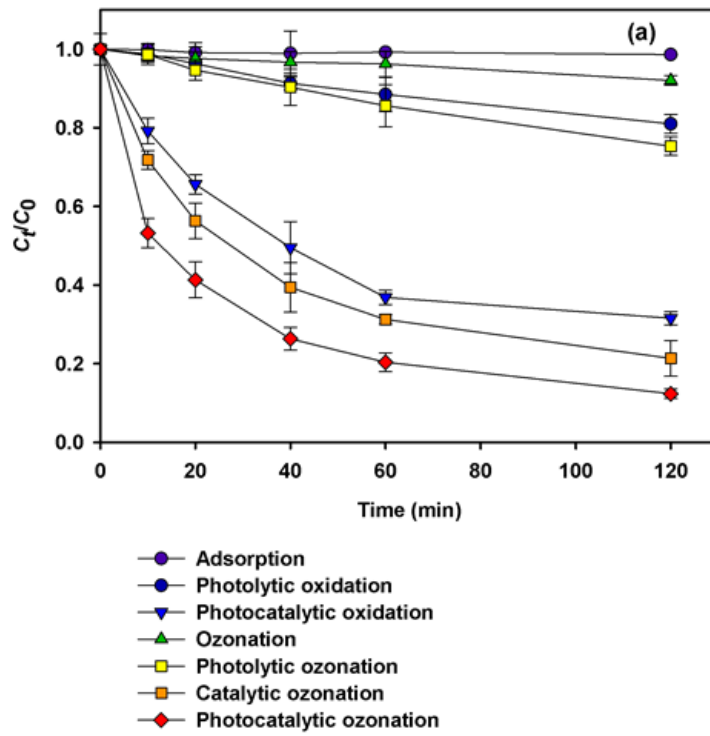 (a)
1.0
0.8
0.6
0.4
0.2
0.0
Ct/C0
0 20 40 60 80 100 120
Time (min)
Adsorption
Photolytic oxidation
Photocatalytic oxidation
Ozonation
Photolytic ozonation
Catalytic ozonation
Photocatalytic ozonation